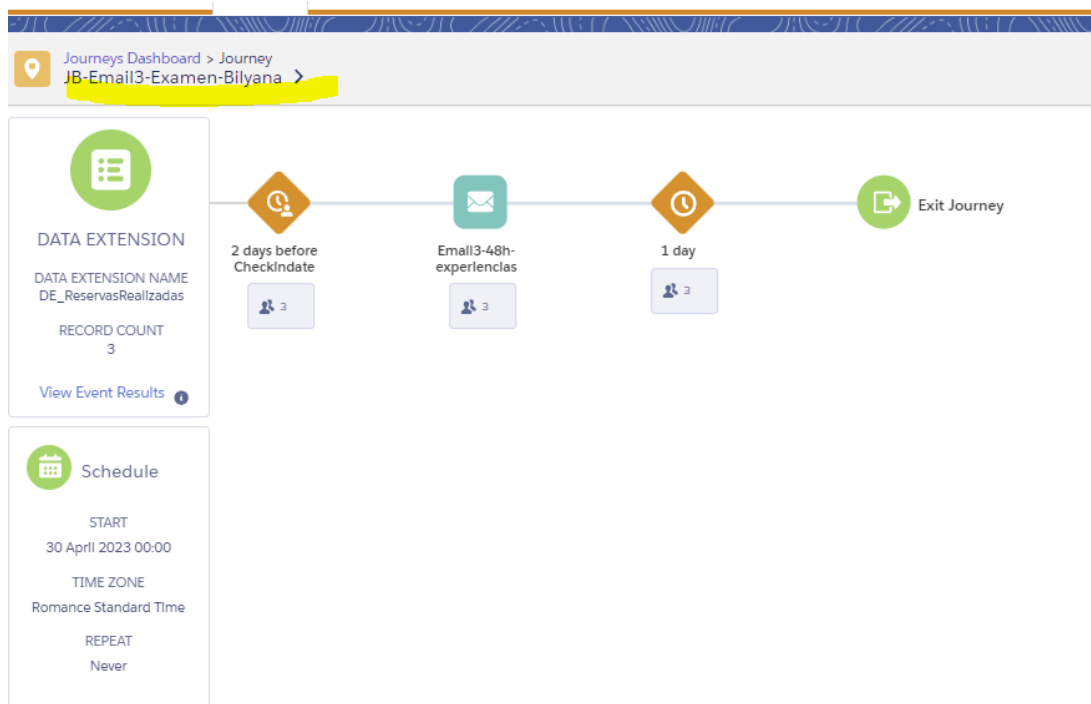 Journeys Dashboard > Journey
JB-Email3-Examen-Bilyana >
DATA EXTENSION
DATA EXTENSION NAME
DE_ReservasRealizadas
RECORD COUNT
3
View Event Results
2 days before
CheckIndate
3
Email3-48h-
experiencias
3
1 day
3
Exit Journey
Schedule
START
30 April 2023 00:00
TIME ZONE
Romance Standard Time
REPEAT
Never